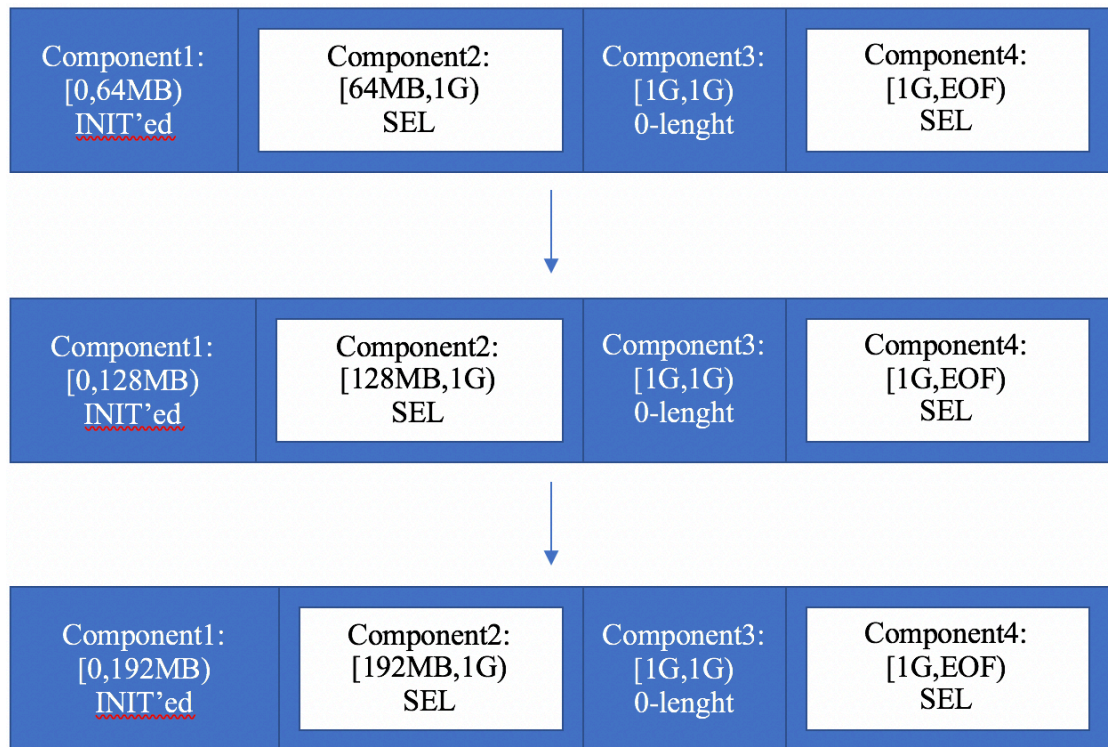 Component1:
[0,64MB)
INIT’ed
Component2:
[64MB,1G)
SEL
Component3:
[1G,1G)
0-lenght
Component4:
[1G,EOF)
SEL
Component1:
[0,128MB)
INIT’ed
Component2:
[128MB,1G)
SEL
Component3:
[1G,1G)
0-lenght
Component4:
[1G,EOF)
SEL
Component1:
[0,192MB)
INIT’ed
Component2:
[192MB,1G)
SEL
Component3:
[1G,1G)
0-lenght
Component4:
[1G,EOF)
SEL